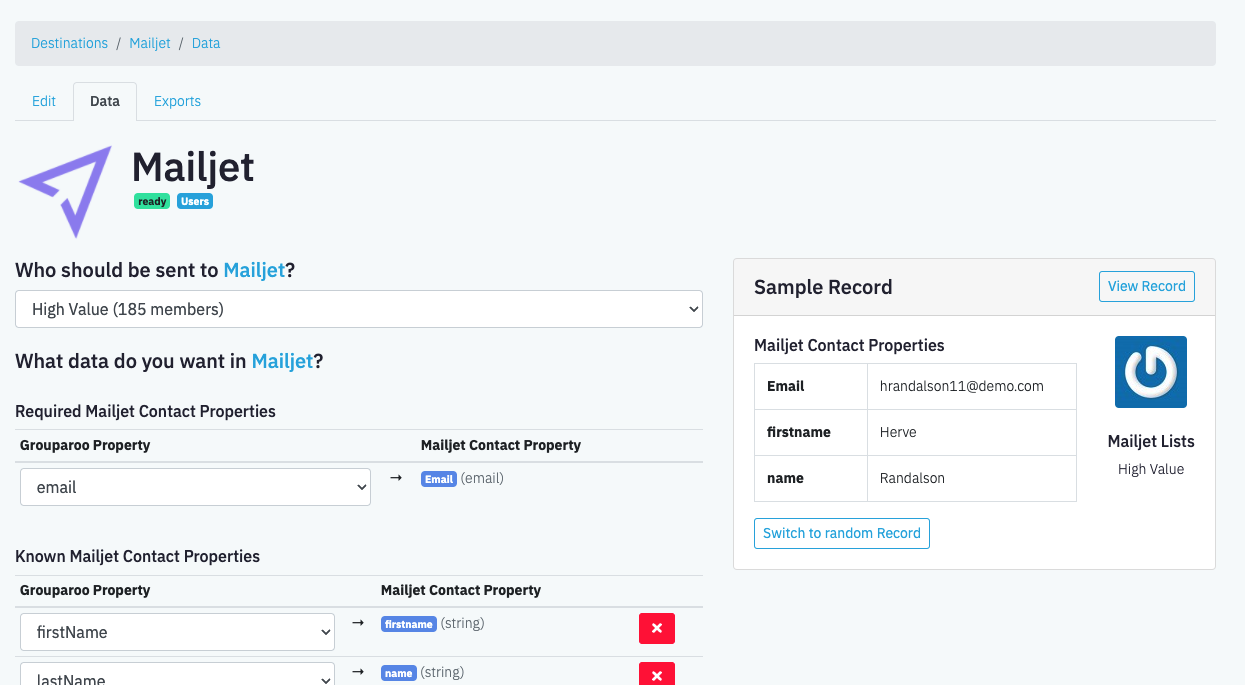 Destinations / Mailjet / Data
Edit Data Exports
Mailjet
ready Users
Who should be sent to Mailjet?
High Value (185 members)
What data do you want in Mailjet?
Required Mailjet Contact Properties
Grouparoo Property Mailjet Contact Property
email → Email (email)
Known Mailjet Contact Properties
Grouparoo Property Mailjet Contact Property
firstName → firstname (string)
lastName → name (string)
Sample Record View Record
Mailjet Contact Properties
Email hrandalson11@demo.com
firstname Herve
name Randalson
Mailjet Lists
High Value
Switch to random Record